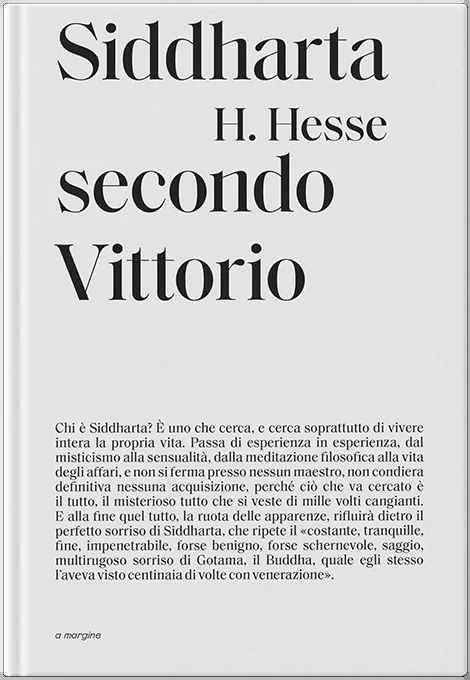 Siddharta
H. Hesse
secondo
Vittorio
Chi è Siddharta? È uno che cerca, e cerca soprattutto di vivere
intera la propria vita. Passa di esperienza in esperienza, dal
misticismo alla sensualità, dalla meditazione filosofica alla vita
degli affari, e non si ferma presso nessun maestro, non condiera
definitiva nessuna acquisizione, perché ciò che va cercato è
il tutto, il misterioso tutto che si veste di mille volti cangianti.
E alla fine quel tutto, la ruota delle apparenze, rifluirà dietro il
perfetto sorriso di Siddharta, che ripete il «costante, tranquille,
fine, impenetrabile, forse benigno, forse schernevole, saggio,
multirugoso sorriso di Gotama, il Buddha, quale egli stesso
l’aveva visto centinaia di volte con venerazione».
a margine